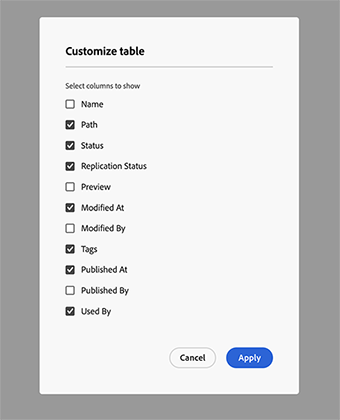 Customize table
Select columns to show
Name
Path
Status
Replication Status
Preview
Modified At
Modified By
Tags
Published At
Published By
Used By
Cancel
Apply